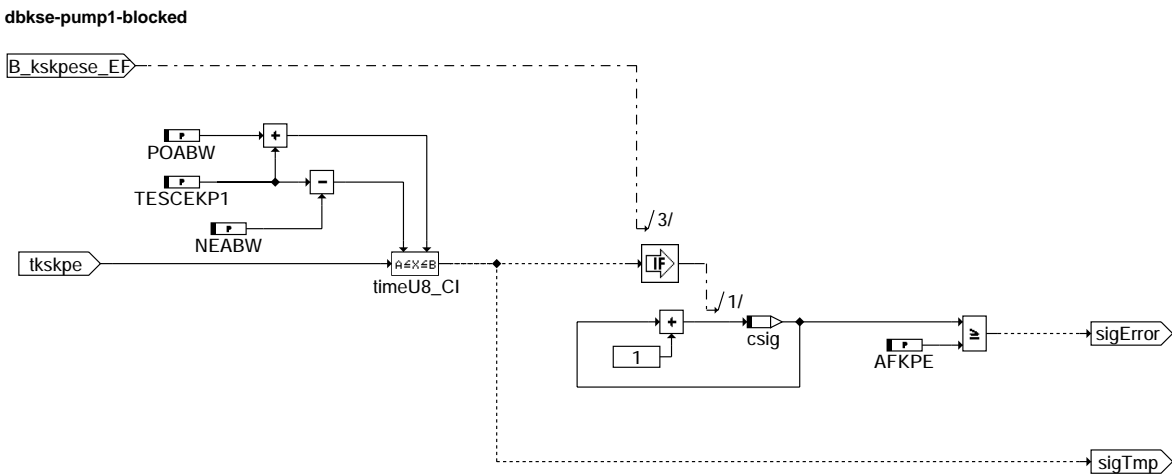 dbkse-pump1-blocked
B_kskpese_EF
P
+
POABW
P
-
TESCEKP1
P
NEABW
/3/
tkskpe
A≤X≤B
timeU8_CI
IF
/1/
+
csig
1
P
AFKPE
≥
sigError
sigTmp